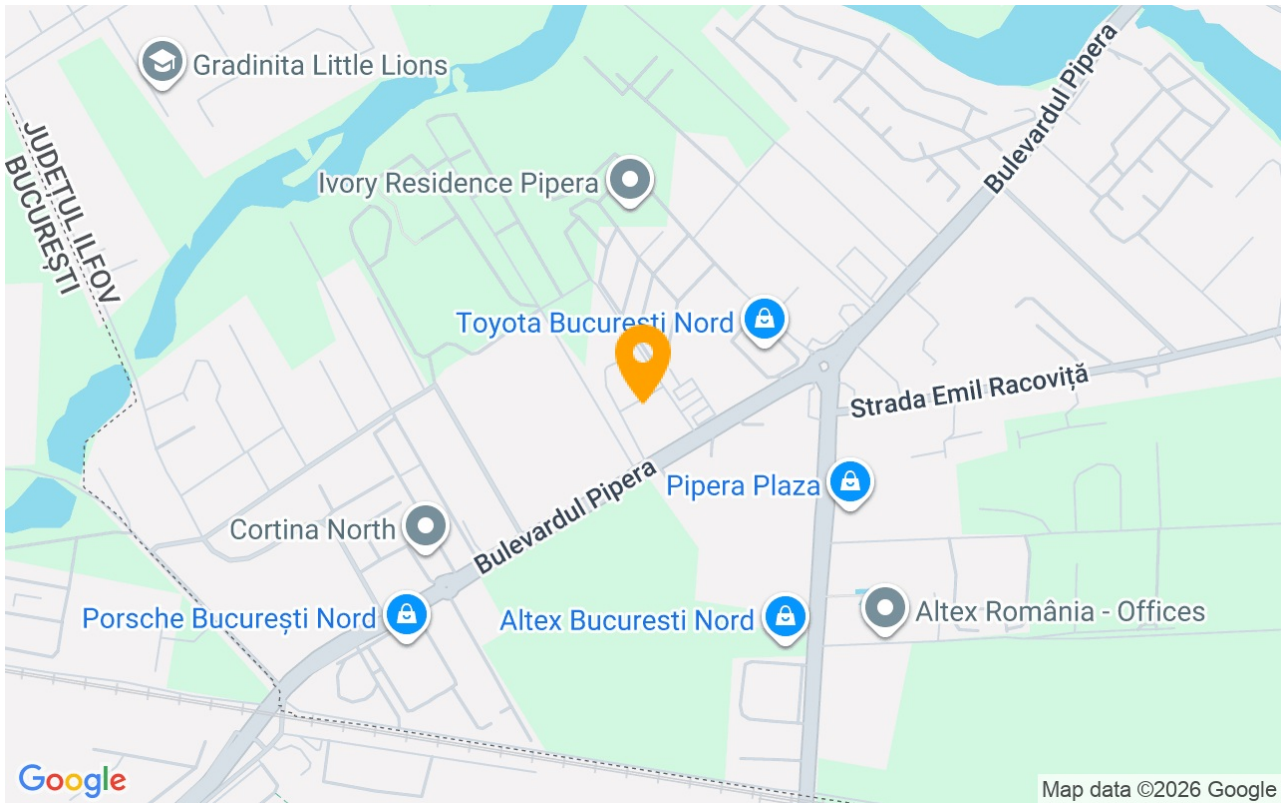 Gradinita Little Lions
Bulevardul Pipera
JUDEȚUL ILFOV
BUCUREȘTI
Ivory Residence Pipera
Toyota București Nord
Strada Emil Racoviță
Bulevardul Pipera
Pipera Plaza
Cortina North
Porsche București Nord
Altex Bucuresti Nord
Altex România - Offices
Google
Map data ©2026 Google